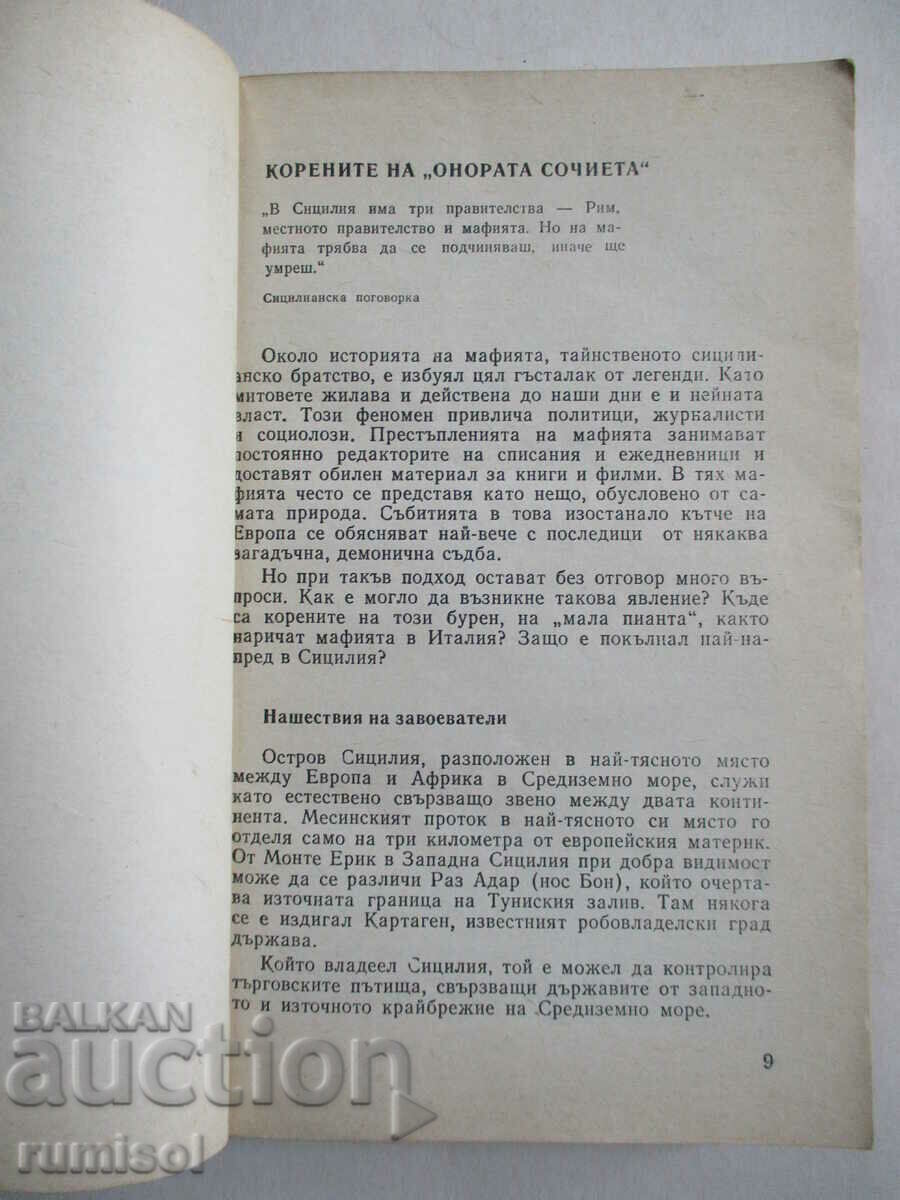 КОРЕНИТЕ НА „ОНОРАТА СОЧИЕТА“
„В Сицилия има три правителства — Рим,
местното правителство и мафията. Но на ма-
фията трябва да се подчиняваш, иначе ще
умреш.“
Сицилианска поговорка
Около историята на мафията, тайнственото сицили-
анско братство, е избуял цял гъсталак от легенди. Като
митовете жилава и действена до наши дни е и нейната
власт. Този феномен привлича политици, журналисти
и социолози. Престъпленията на мафията занимават
постоянно редакторите на списания и ежедневници и
доставят обилен материал за книги и филми. В тях ма-
фията често се представя като нещо, обусловено от са-
мата природа. Събитията в това изостанало кътче на
Европа се обясняват най-вече с последици от някаква
загадъчна, демонична съдба.
Но при такъв подход остават без отговор много въ-
проси. Как е могло да възникне такова явление? Къде
са корените на този бурен, на „мала пианта“, както
наричат мафията в Италия? Защо е покълнал най-на-
пред в Сицилия?
Нашествия на завоеватели
Остров Сицилия, разположен в най-тясното място
между Европа и Африка в Средиземно море, служи
като естествено свързващо звено между двата конти-
нента. Месинският проток в най-тясното си място го
отделя само на три километра от европейския материк.
От Монте Ерик в Западна Сицилия при добра видимост
може да се различи Раз Адар (нос Бон), който очерта-
ва източната граница на Туниския залив. Там някога
се е издигал Картаген, известният робовладелски град
държава.
Който владеел Сицилия, той е можел да контролира
търговските пътища, свързващи държавите от западно-
то и източното крайбрежие на Средиземно море.
9
BALKAN
auction
rumisol